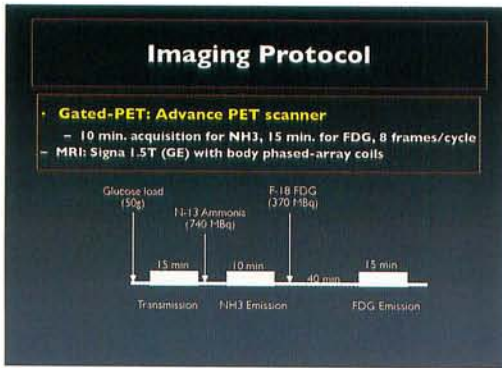 Imaging Protocol
• Gated-PET: Advance PET scanner
– 10 min. acquisition for NH3, 15 min. for FDG, 8 frames/cycle
– MRI: Signa 1.5T (GE) with body phased-array coils
Glucose load
(50g)
N-13 Ammonia
(740 MBq)
F-18 FDG
(370 MBq)
15 min
10 min
40 min
15 min
Transmission
NH3 Emission
FDG Emission